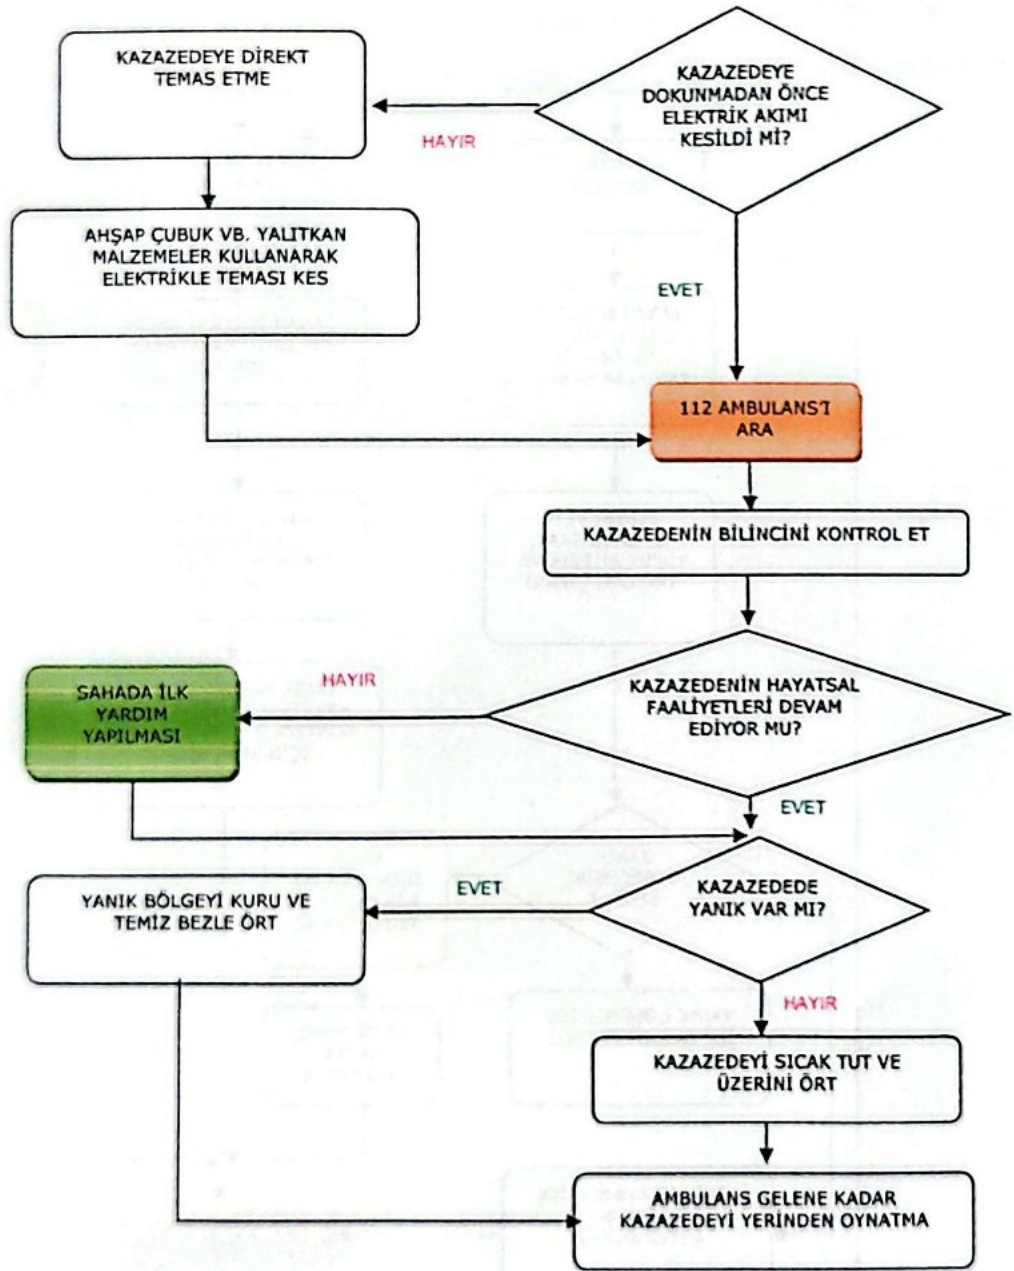 KAZAZEDEYE DİREKT
TEMAS ETME
KAZAZEDEYE
DOKUNMADAN ÖNCE
ELEKTRİK AKIMI
KESİLDİ Mİ?
HAYIR
AHŞAP ÇUBUK VB. YALITKAN
MALZEMELER KULLANARAK
ELEKTRİKLE TEMASI KES
EVET
112 AMBULANS'I
ARA
KAZAZEDENİN BİLİNCİNİ KONTROL ET
KAZAZEDENİN HAYATSAL
FAALİYETLERİ DEVAM
EDİYOR MU?
HAYIR
SAHADA İLK
YARDIM
YAPILMASI
EVET
KAZAZEDEDE
YANIK VAR MI?
EVET
YANIK BÖLGEYİ KURU VE
TEMİZ BEZLE ÖRT
HAYIR
KAZAZEDEYİ SICAK TUT VE
ÜZERİNİ ÖRT
AMBULANS GELENE KADAR
KAZAZEDEYİ YERİNDEN OYNATMA